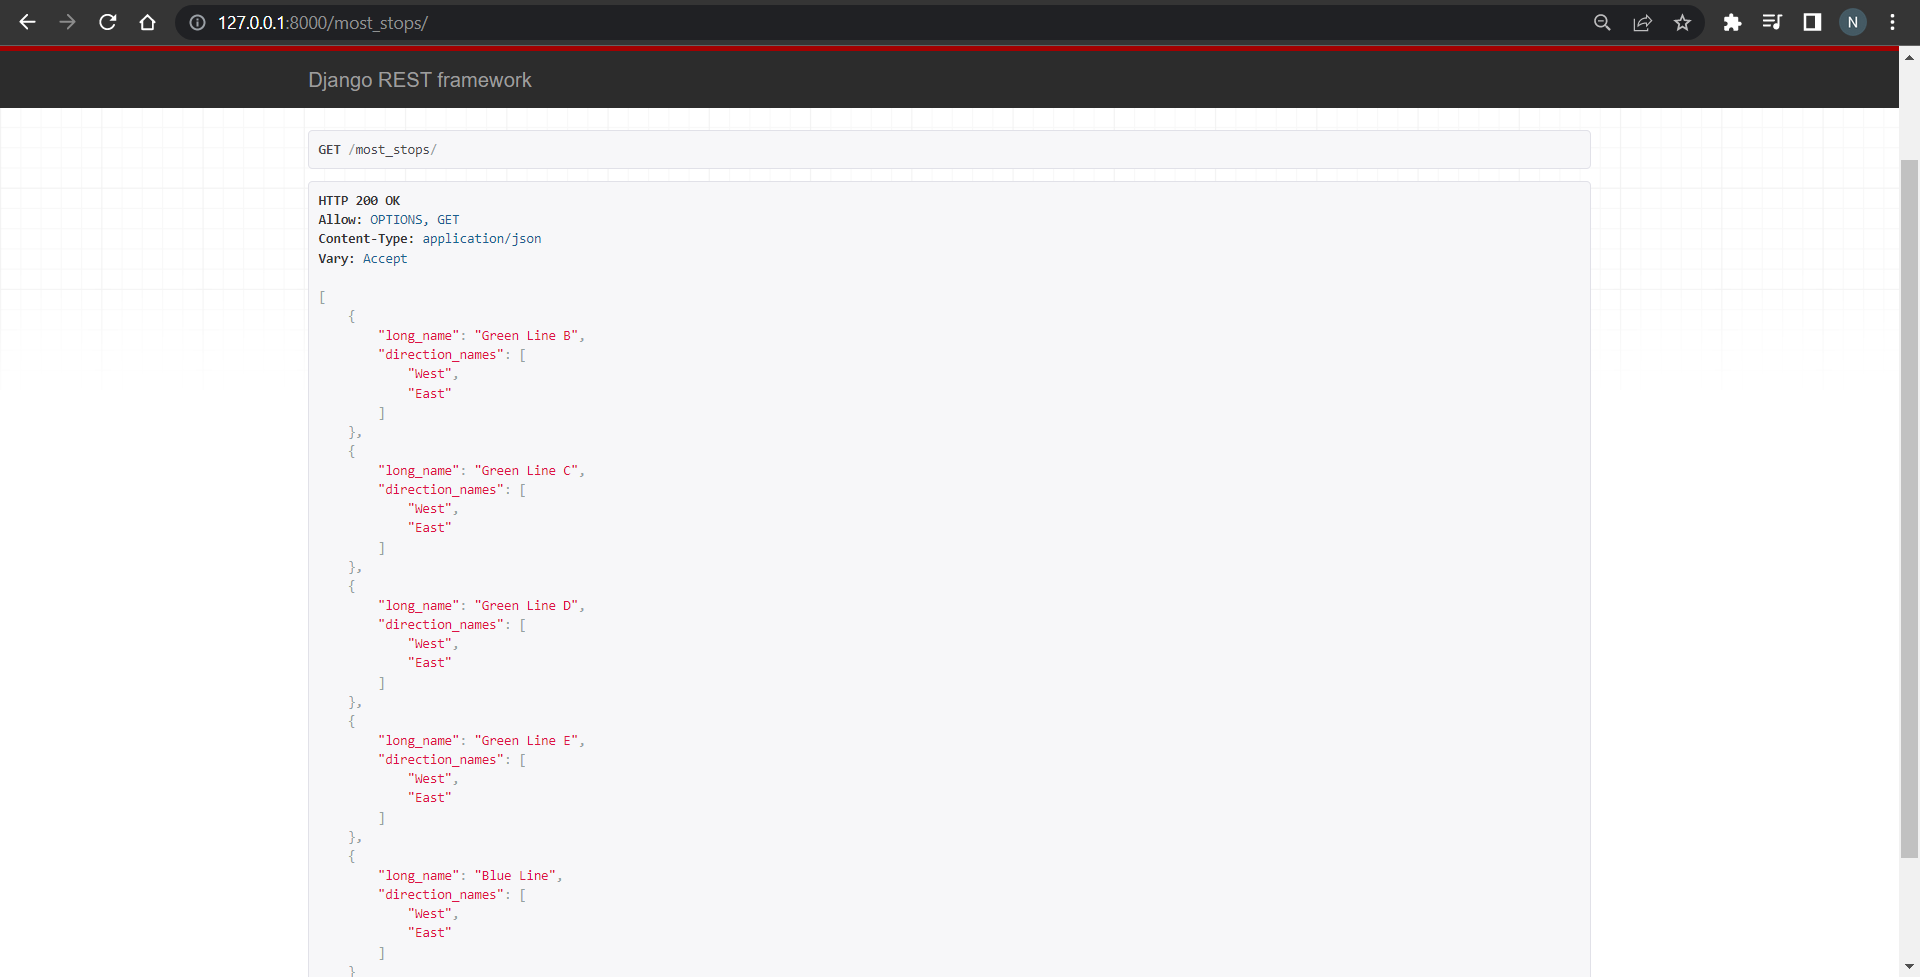 127.0.0.1:8000/most_stops/
N
Django REST framework
GET /most_stops/
HTTP 200 OK
Allow: OPTIONS, GET
Content-Type: application/json
Vary: Accept
[
    {
        "long_name": "Green Line B",
        "direction_names": [
            "West",
            "East"
        ]
    },
    {
        "long_name": "Green Line C",
        "direction_names": [
            "West",
            "East"
        ]
    },
    {
        "long_name": "Green Line D",
        "direction_names": [
            "West",
            "East"
        ]
    },
    {
        "long_name": "Green Line E",
        "direction_names": [
            "West",
            "East"
        ]
    },
    {
        "long_name": "Blue Line",
        "direction_names": [
            "West",
            "East"
        ]
    }